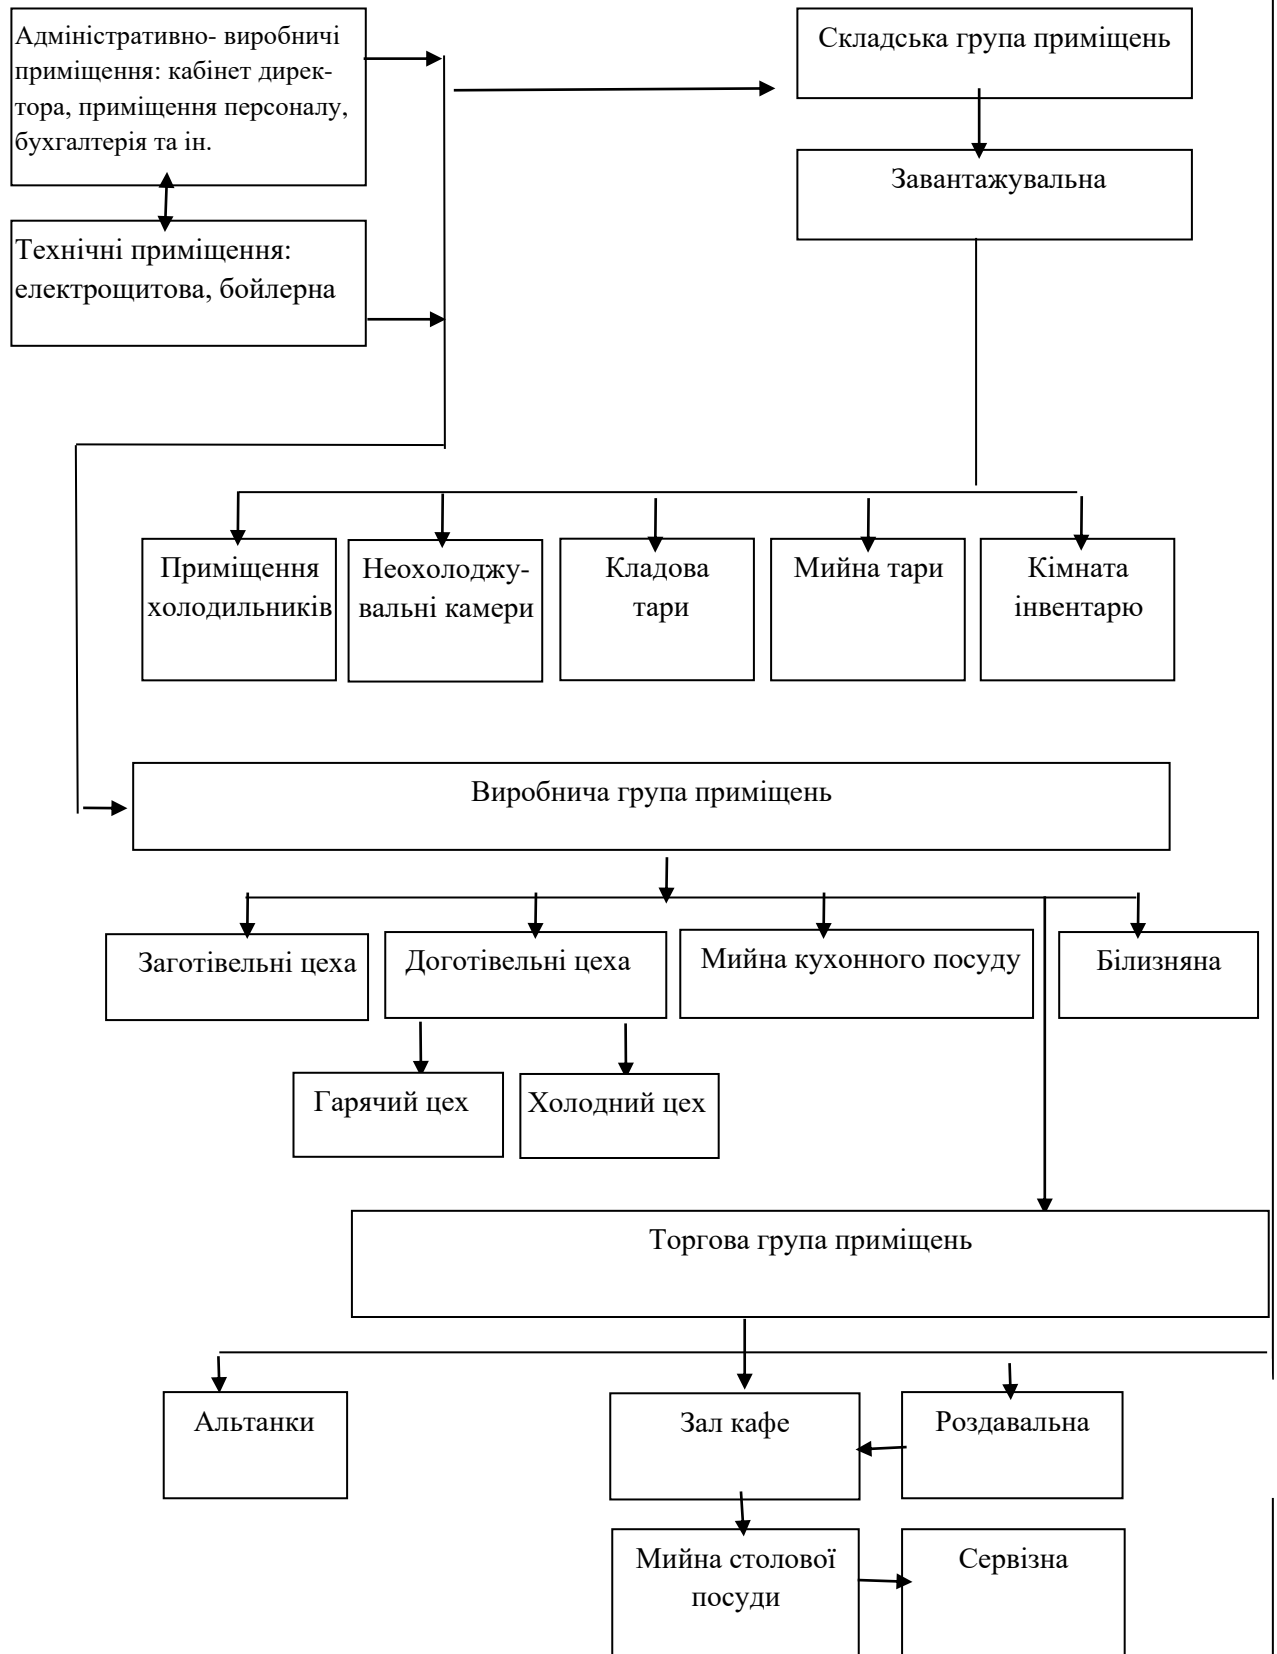 Адміністративно- виробничі
приміщення: кабінет дирек-
тора, приміщення персоналу,
бухгалтерія та ін.
Складська група приміщень
Завантажувальна
Технічні приміщення:
електрощитова, бойлерна
Приміщення
холодильників
Неохолоджу-
вальні камери
Кладова
тари
Мийна тари
Кімната
інвентарю
Виробнича група приміщень
Заготівельні цеха
Доготівельні цеха
Мийна кухонного посуду
Білизняна
Гарячий цех
Холодний цех
Торгова група приміщень
Альтанки
Зал кафе
Роздавальна
Мийна столової
посуди
Сервізна